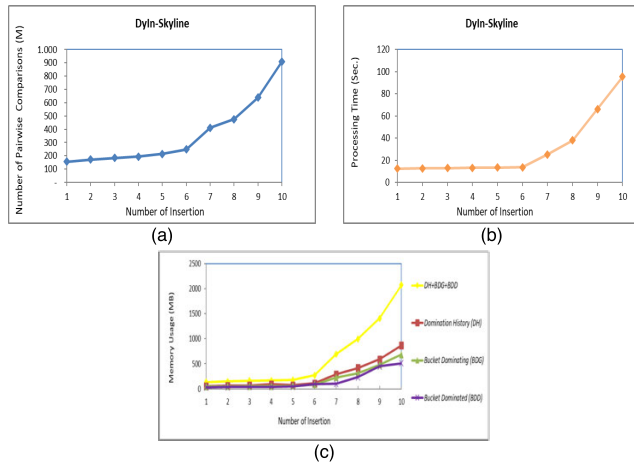 DyIn-Skyline
Number of Pairwise Comparisons (M)
1.000
900
800
700
600
500
400
300
200
100
-
1 2 3 4 5 6 7 8 9 10
Number of Insertion
(a)
DyIn-Skyline
Processing Time (Sec.)
120
100
80
60
40
20
0
1 2 3 4 5 6 7 8 9 10
Number of Insertion
(b)
Memory Usage (MB)
2500
2000
1500
1000
500
0
1 2 3 4 5 6 7 8 9 10
Number of Insertion
DH+BDG+BDD
Domination History (DH)
Bucket Dominating (BDG)
Bucket Dominated (BDD)
(c)